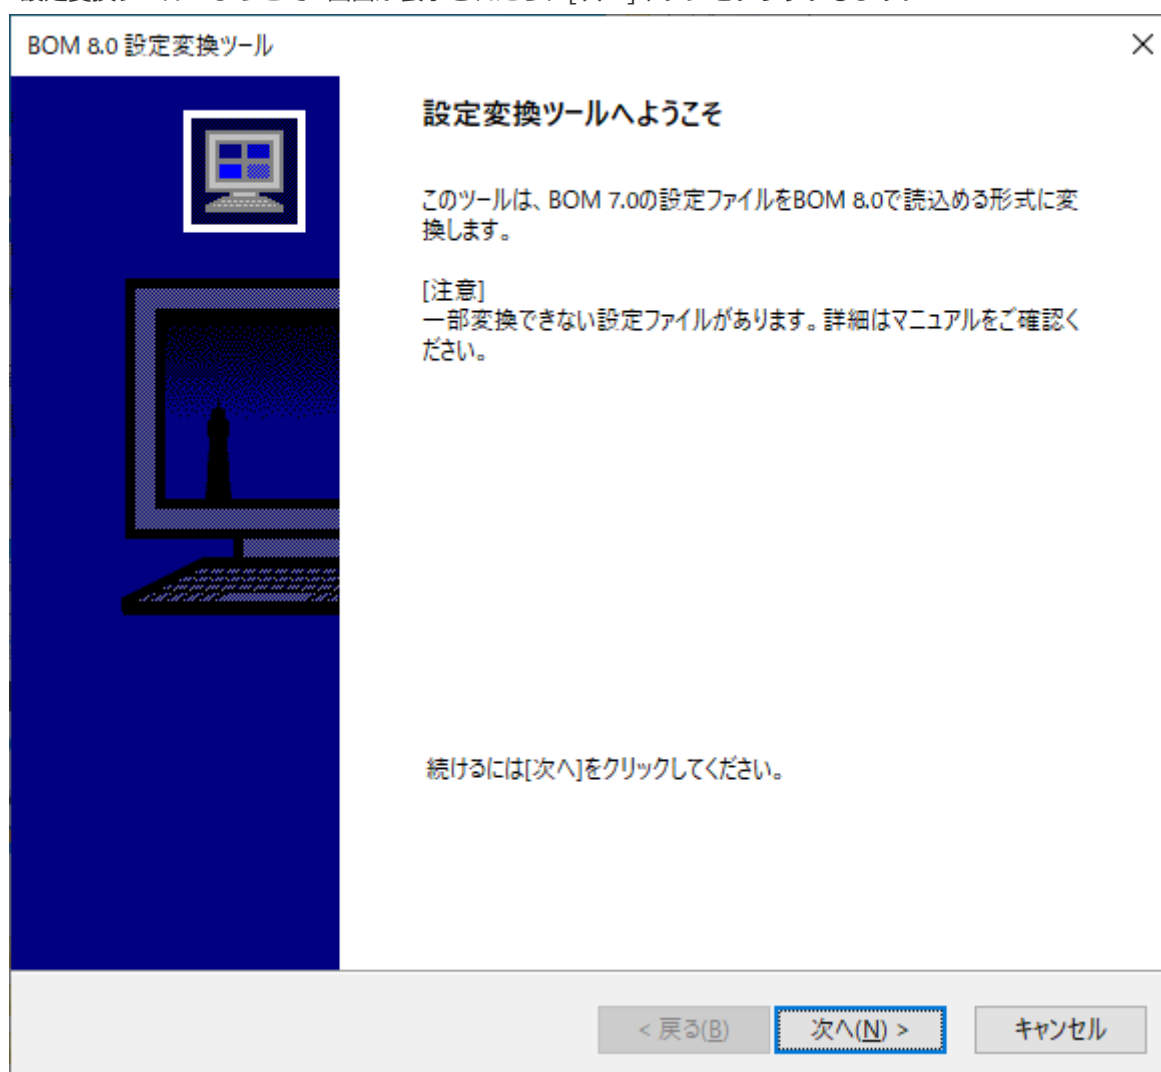 BOM 8.0 設定変換ツール
設定変換ツールへようこそ
このツールは、BOM 7.0の設定ファイルをBOM 8.0で読込める形式に変
換します。
[注意]
一部変換できない設定ファイルがあります。詳細はマニュアルをご確認く
ださい。
続けるには[次へ]をクリックしてください。
< 戻る(B)
次へ(N) >
キャンセル